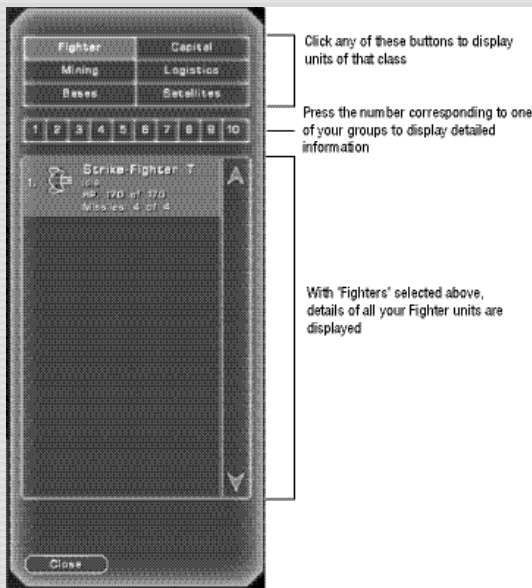 Fighter Capital
Mining Logistics
Bases Satellites
Click any of these buttons to display
units of that class
1 2 3 4 5 6 7 8 9 10
Press the number corresponding to one
of your groups to display detailed
information
1. Strike-Fighter T
Idle
HP: 170 of 170
Missiles: 4 of 4
With 'Fighters' selected above,
details of all your Fighter units are
displayed
Close